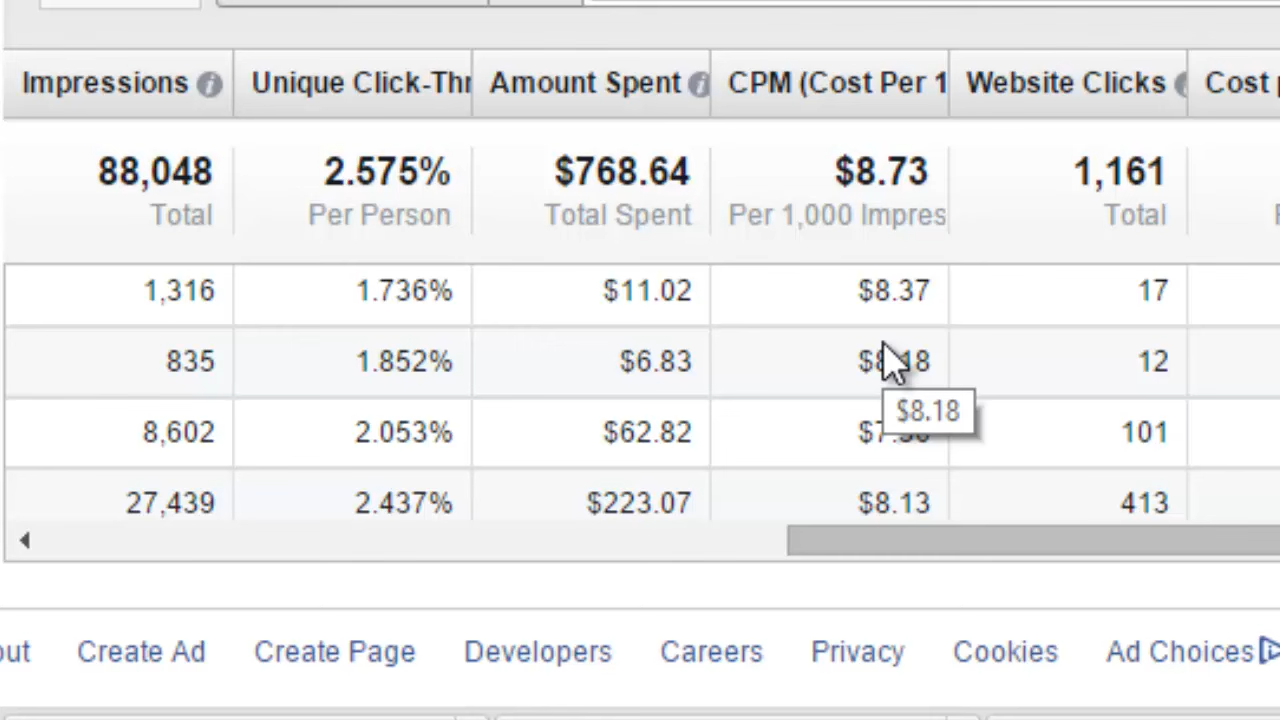 Impressions Unique Click-Thr Amount Spent CPM (Cost Per 1 Website Clicks Cost
88,048 2.575% $768.64 $8.73 1,161
Total Per Person Total Spent Per 1,000 Impres Total
1,316 1.736% $11.02 $8.37 17
835 1.852% $6.83 $8.18 12
$8.18
8,602 2.053% $62.82 101
27,439 2.437% $223.07 $8.13 413
out Create Ad Create Page Developers Careers Privacy Cookies Ad Choices